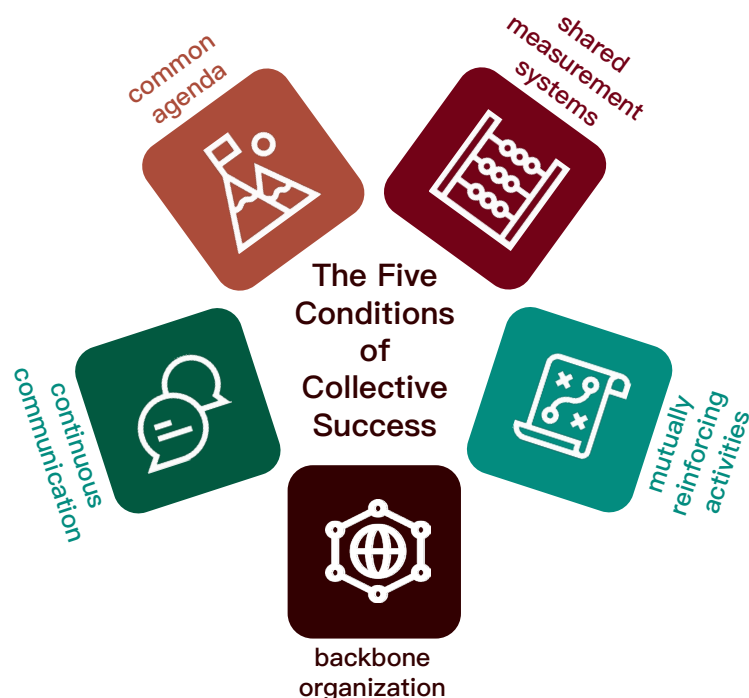 common
agenda
shared
measurement
systems
The Five
Conditions
of
Collective
Success
continuous
communication
mutually
reinforcing
activities
backbone
organization